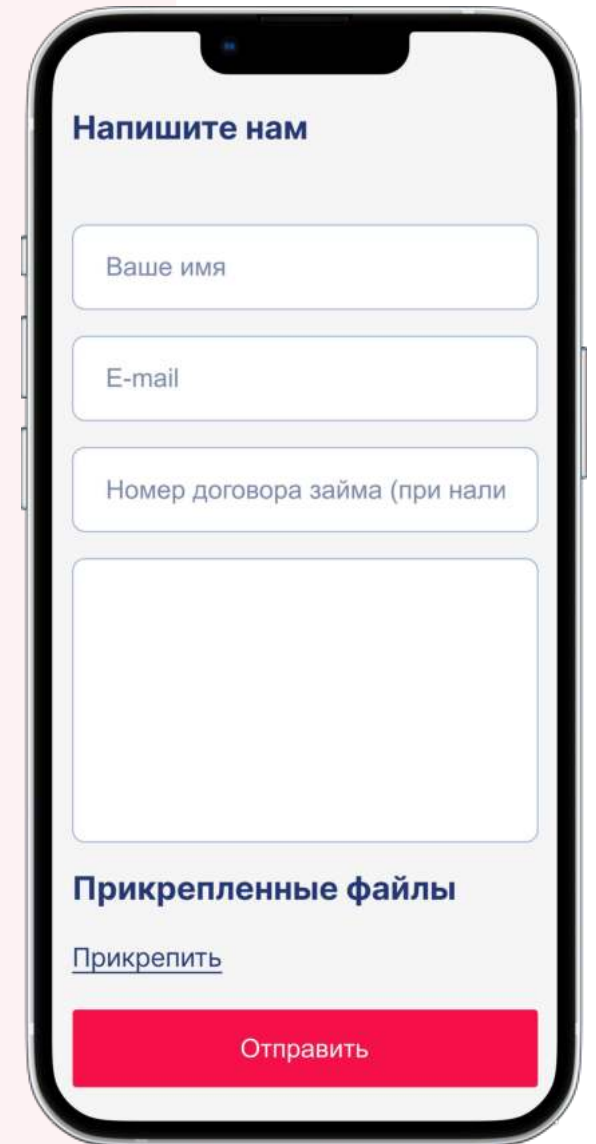 Напишите нам
Ваше имя
E-mail
Номер договора займа (при нали
Прикрепленные файлы
Прикрепить
Отправить